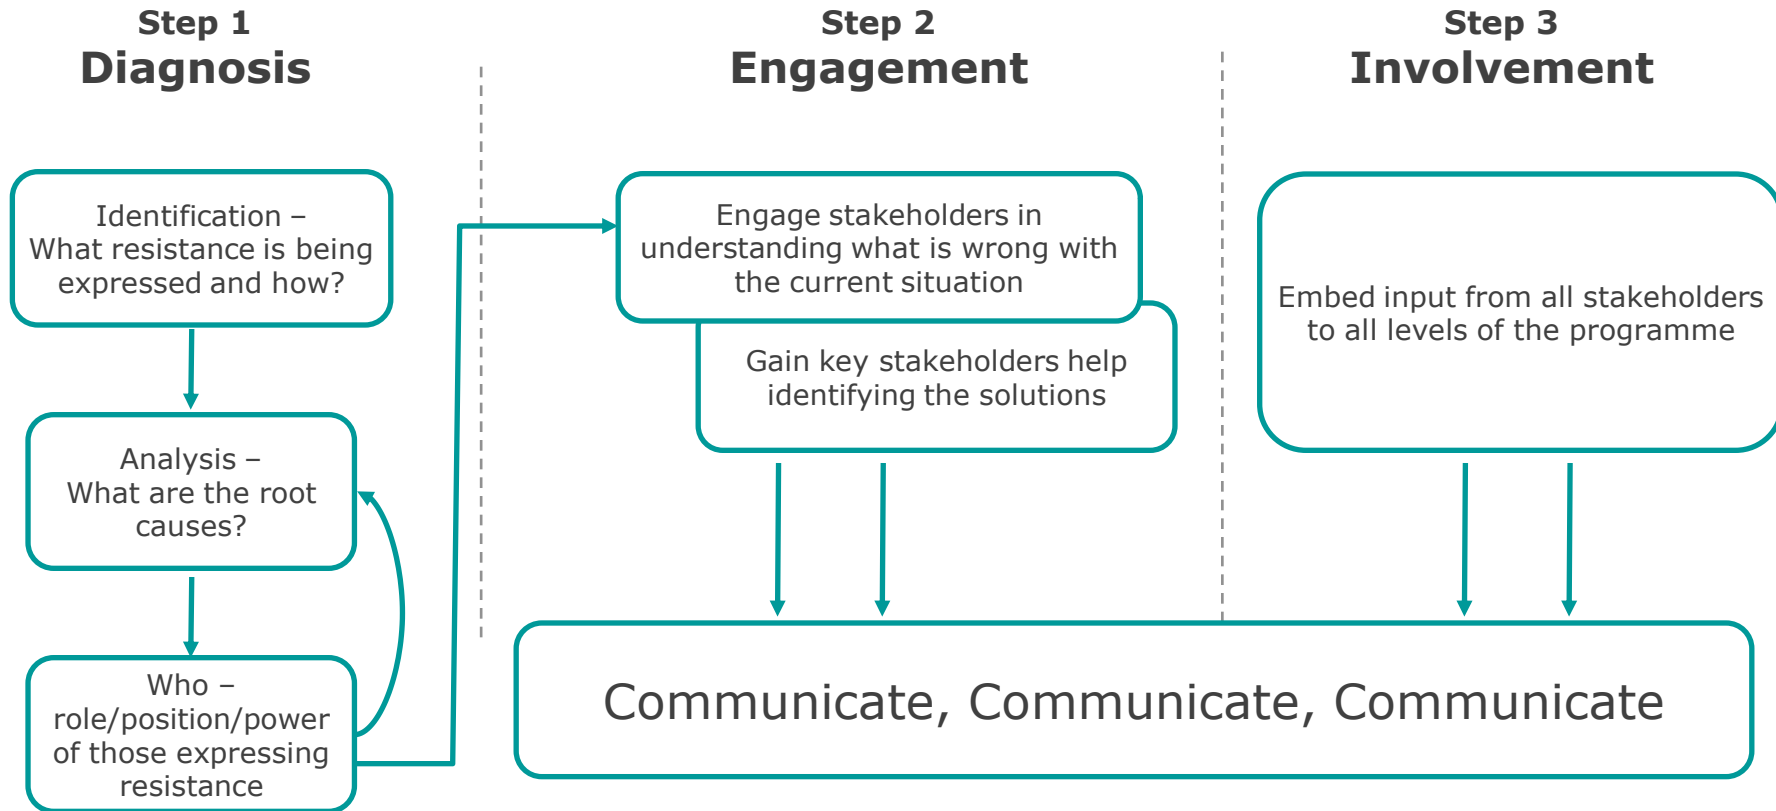 Step 1
Diagnosis
Identification –
What resistance is being
expressed and how?
Analysis –
What are the root
causes?
Who –
role/position/power
of those expressing
resistance
Step 2
Engagement
Engage stakeholders in
understanding what is wrong with
the current situation
Gain key stakeholders help
identifying the solutions
Step 3
Involvement
Embed input from all stakeholders
to all levels of the programme
Communicate, Communicate, Communicate